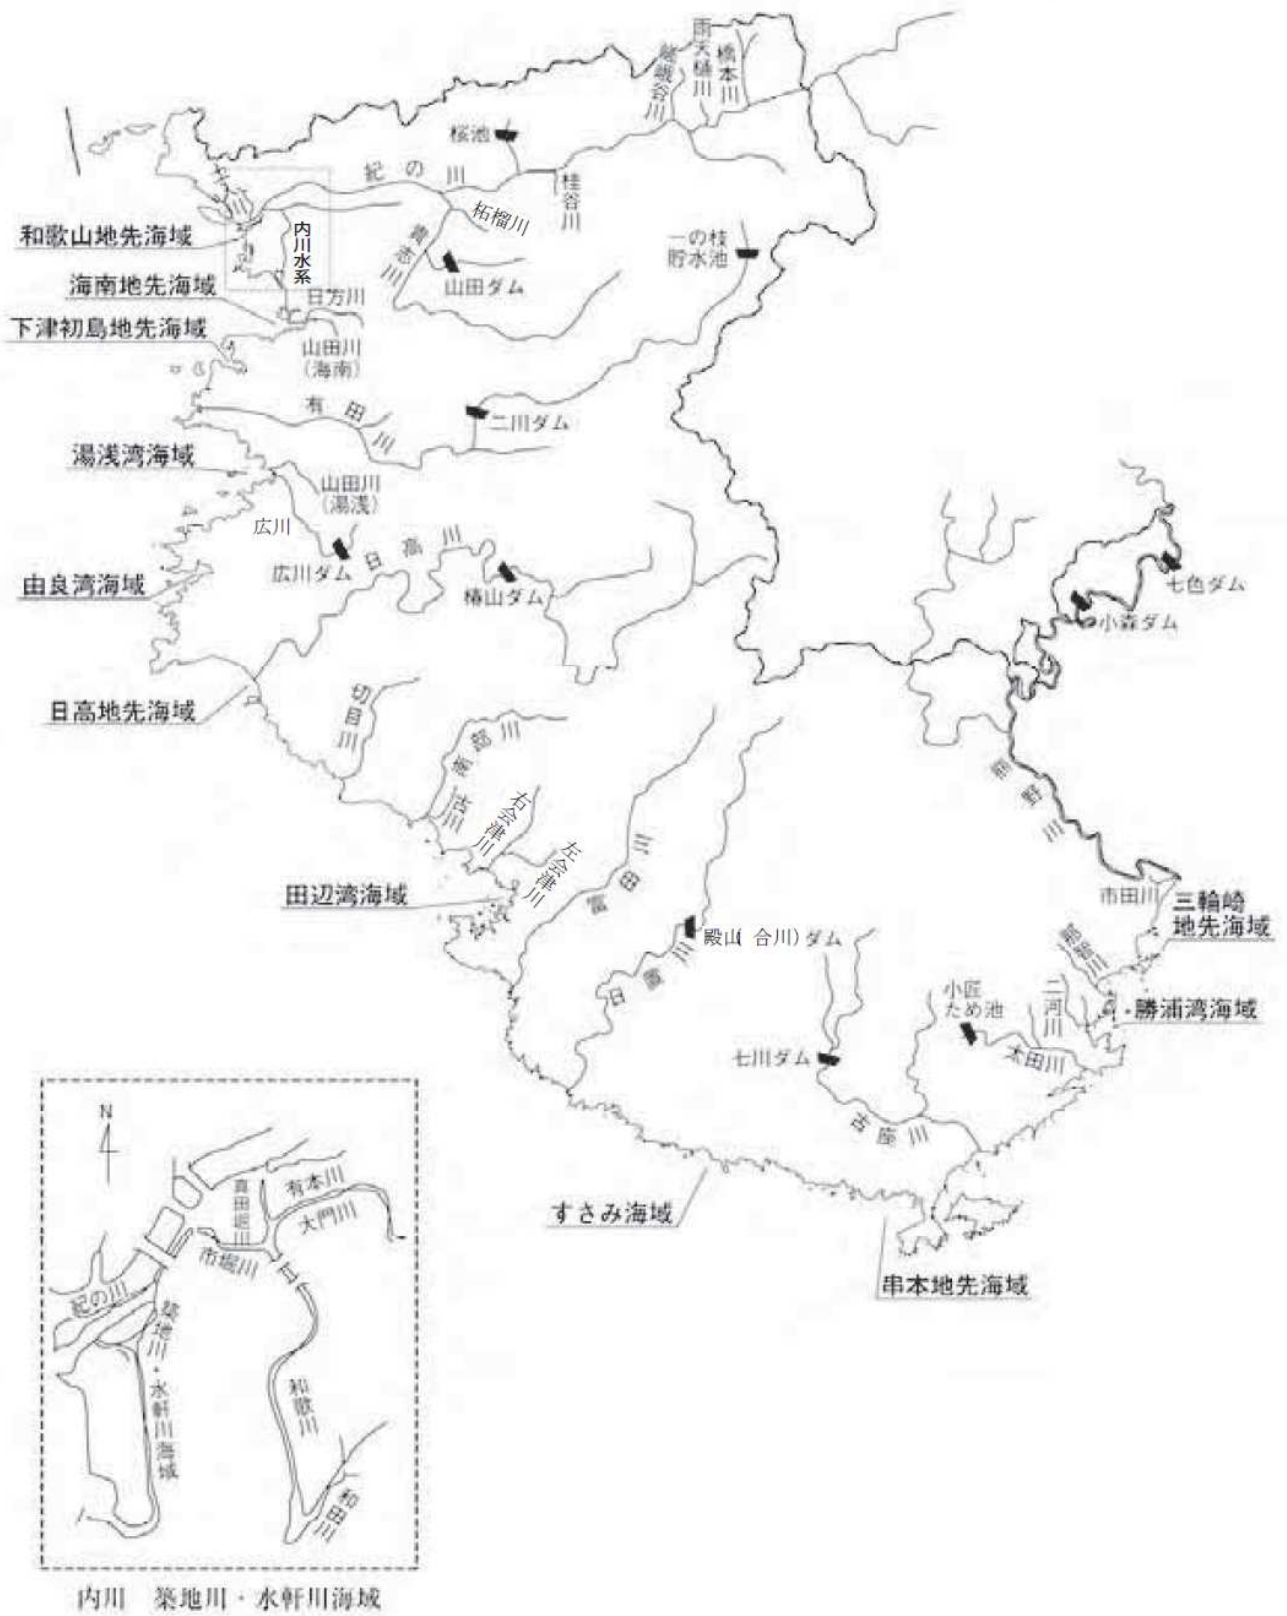 雨天樋川
橋本川
嵯峨谷川
桜池
紀の川
桂谷川
柘榴川
貴志川
和歌山地先海域
内川水系
一の枝
貯水池
山田ダム
海南地先海域
日方川
下津初島地先海域
山田川
(海南)
有田川
二川ダム
湯浅湾海域
山田川
(湯浅)
広川
日高川
広川ダム
椿山ダム
由良湾海域
七色ダム
小森ダム
日高地先海域
切目川
南部川
古川
右会津川
左会津川
熊野川
富田川
田辺湾海域
市田川
三輪崎
地先海域
那智川
殿山(合川)ダム
日置川
小匠
ため池
二河川
勝浦湾海域
太田川
七川ダム
古座川
すさみ海域
串本地先海域
N
真田堀川
有本川
大門川
市堀川
紀の川
築地川・水軒川海域
和歌川
和田川
内川 築地川・水軒川海域